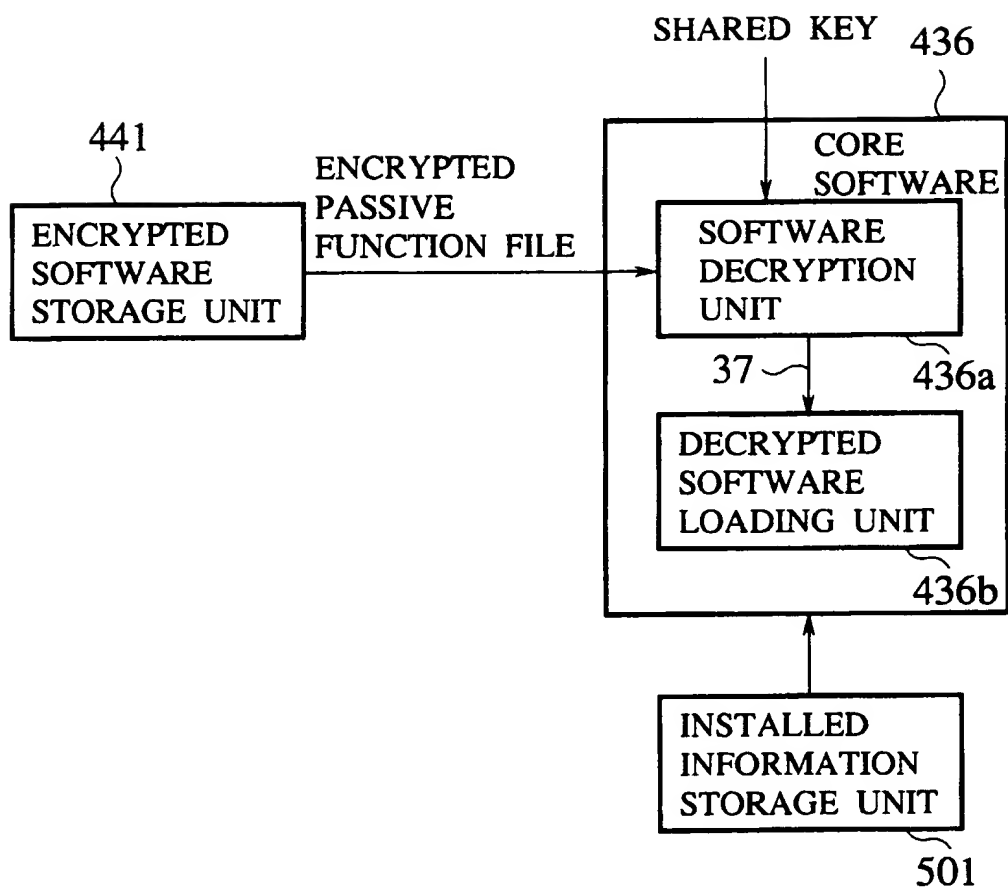 SHARED KEY
436
441
ENCRYPTED
PASSIVE
FUNCTION FILE
CORE
SOFTWARE
ENCRYPTED
SOFTWARE
STORAGE UNIT
SOFTWARE
DECRYPTION
UNIT
37
436a
DECRYPTED
SOFTWARE
LOADING UNIT
436b
INSTALLED
INFORMATION
STORAGE UNIT
501